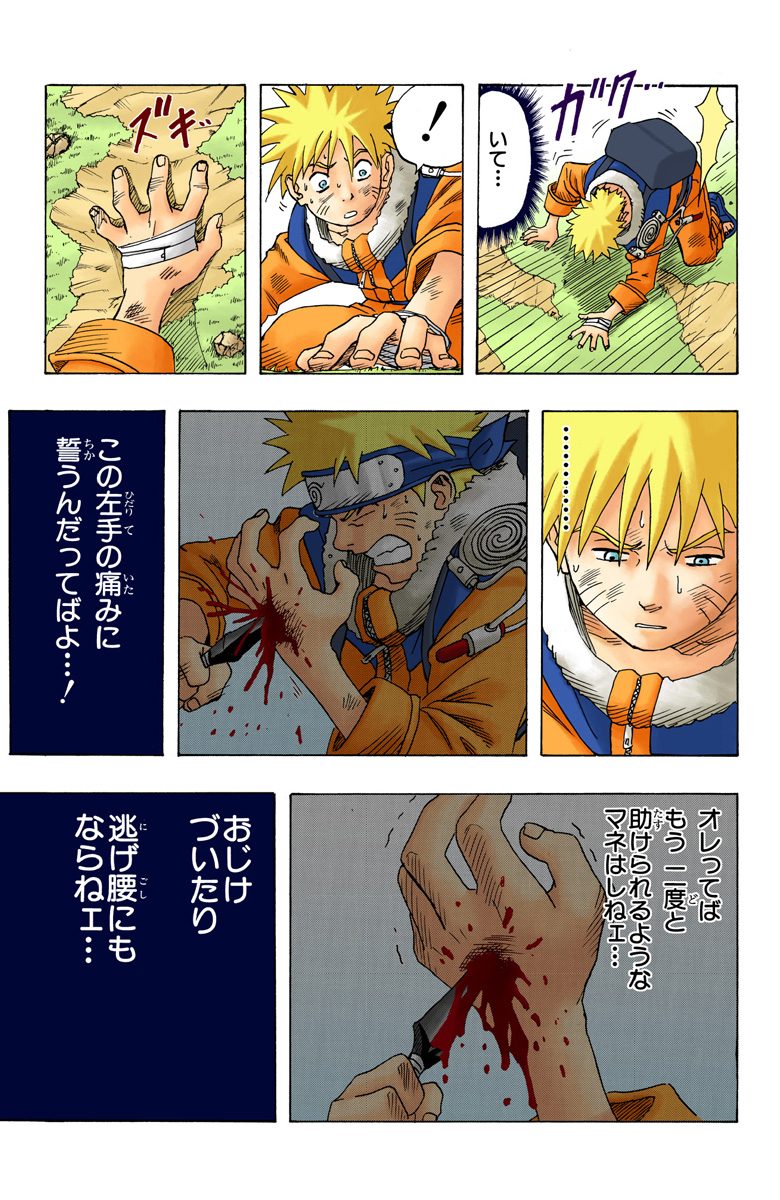 ガク…
いて…
！
ズキ…
…………
この左手の痛みに
誓うんだってばよ…！
オレってば
もう二度と
助けられるような
マネはしねェ…
おじけ
づいたり
逃げ腰にも
ならねェ…